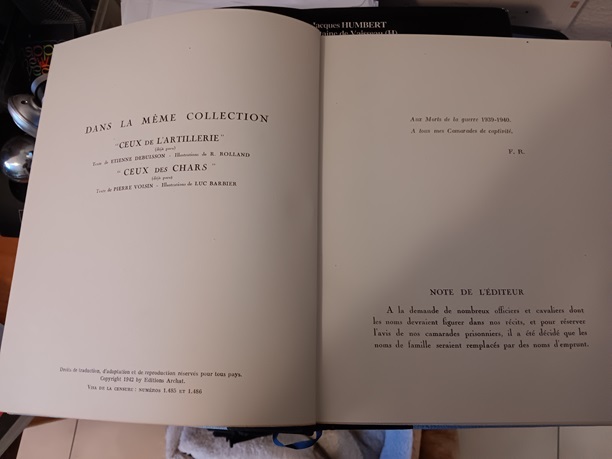 Jacques HUMBERT
DANS LA MÊME COLLECTION
"CEUX DE L'ARTILLERIE"
(déjà paru)
Texte de ETIENNE DEBUISSON - Illustrations de R. ROLLAND
"CEUX DES CHARS"
(déjà paru)
Texte de PIERRE VOISIN - Illustrations de LUC BARBIER
Droits de traduction, d'adaptation et de reproduction réservés pour tous pays.
Copyright 1942 by Editions Archat.
VISA DE LA CENSURE : NUMÉROS 1.485 ET 1.486
Aux Morts de la guerre 1939-1940.
A tous mes Camarades de captivité.
F. B.
NOTE DE L'ÉDITEUR
A la demande de nombreux officiers et cavaliers dont
les noms devraient figurer dans nos récits, et pour réserver
l'avis de nos camarades prisonniers, il a été décidé que les
noms de famille seraient remplacés par des noms d'emprunt.